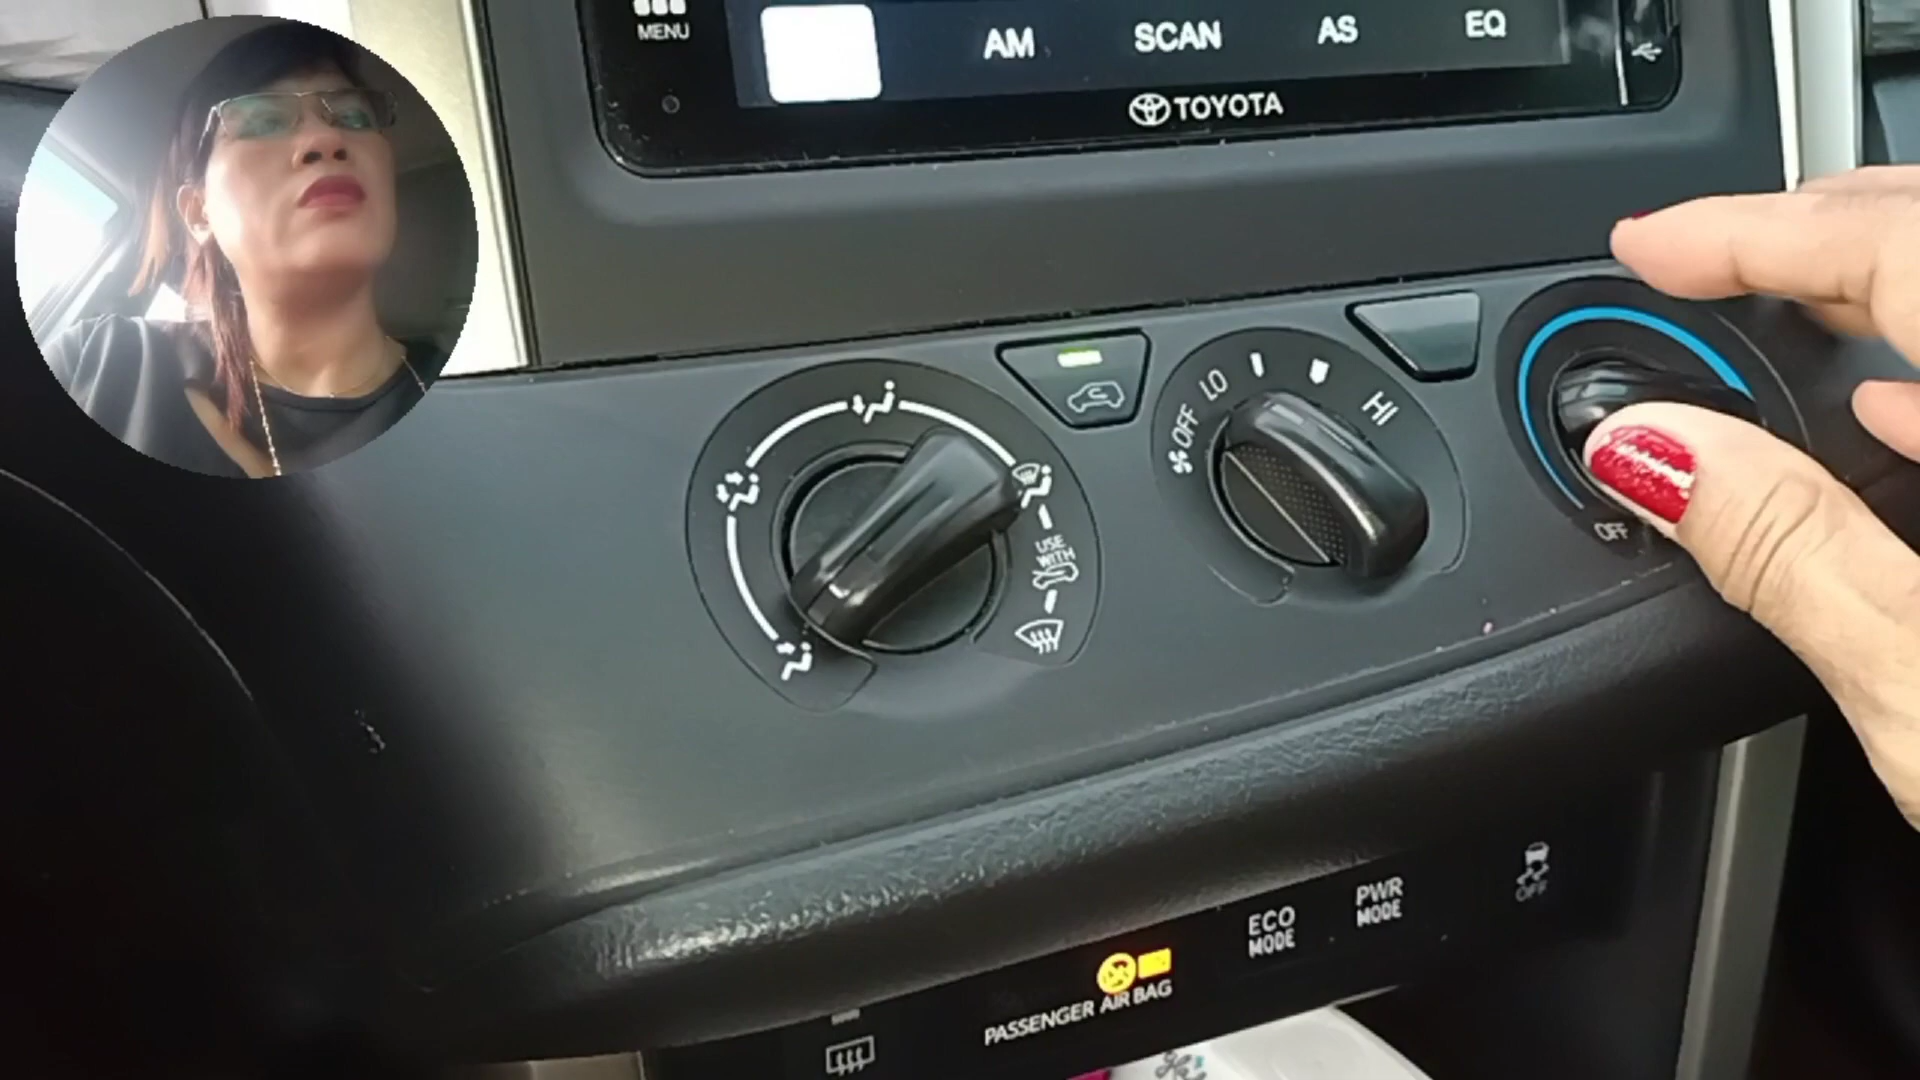 MENU
AM SCAN AS EQ
TOYOTA
OFF LO HI
USE
WITH
OFF
ECO
MODE
PWR
MODE
OFF
PASSENGER AIR BAG